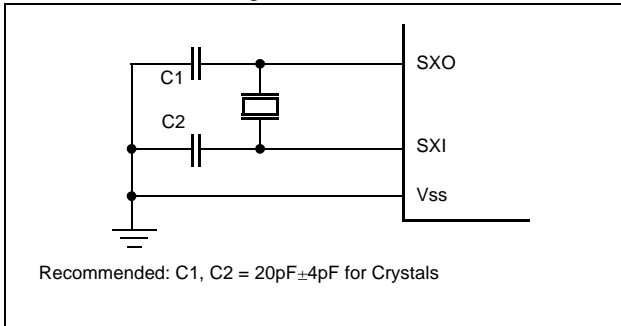 SXO
C1
C2
SXI
Vss
Recommended: C1, C2 = 20pF±4pF for Crystals